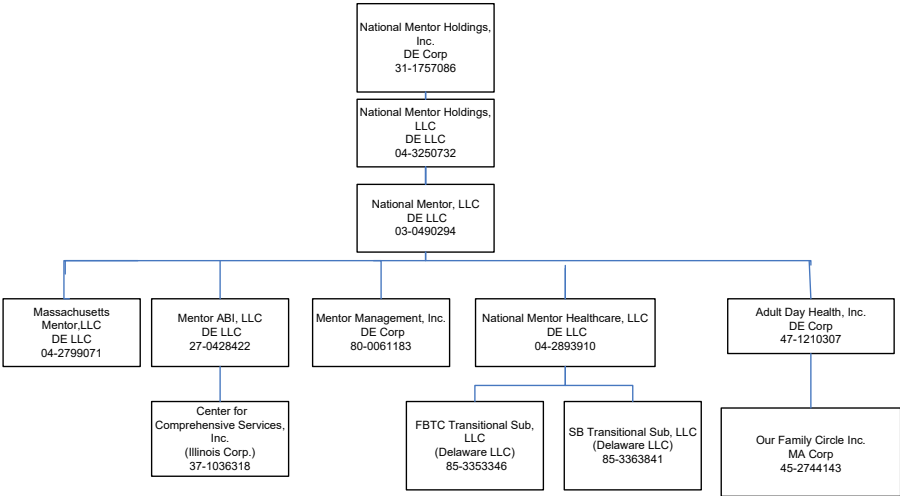 National Mentor Holdings,
Inc.
DE Corp
31-1757086
National Mentor Holdings,
LLC
DE LLC
04-3250732
National Mentor, LLC
DE LLC
03-0490294
Massachusetts
Mentor,LLC
DE LLC
04-2799071
Mentor ABI, LLC
DE LLC
27-0428422
Mentor Management, Inc.
DE Corp
80-0061183
National Mentor Healthcare, LLC
DE LLC
04-2893910
Adult Day Health, Inc.
DE Corp
47-1210307
Center for
Comprehensive Services,
Inc.
(Illinois Corp.)
37-1036318
FBTC Transitional Sub,
LLC
(Delaware LLC)
85-3353346
SB Transitional Sub, LLC
(Delaware LLC)
85-3363841
Our Family Circle Inc.
MA Corp
45-2744143